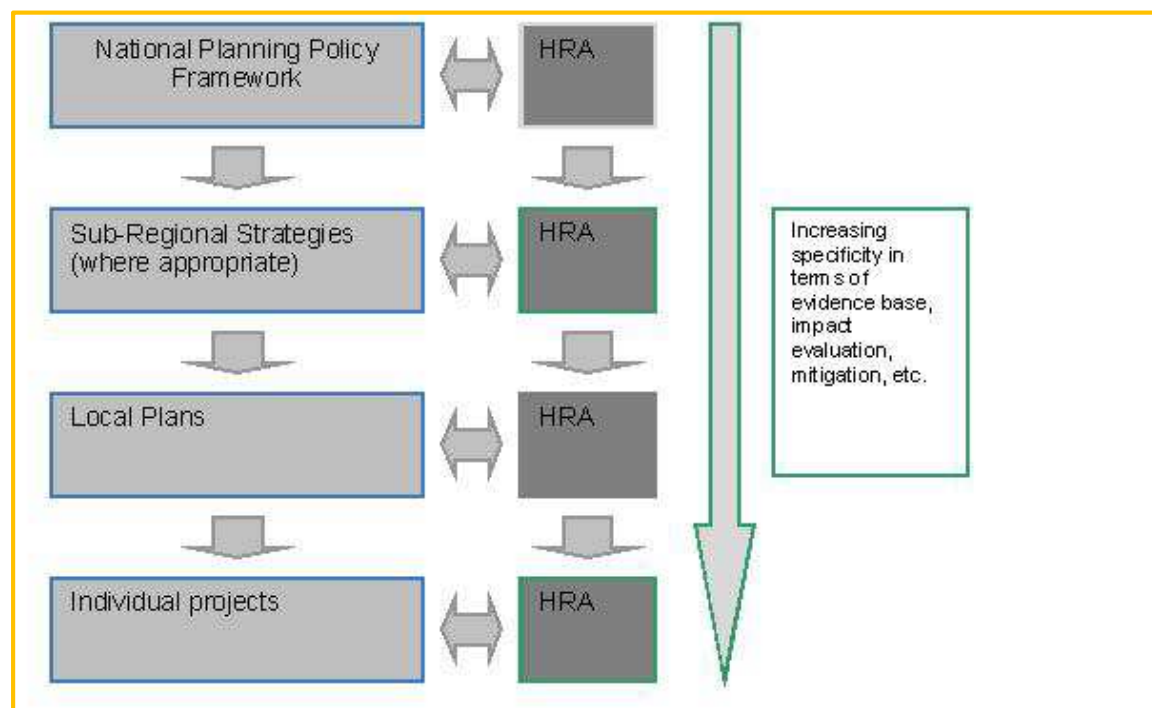 National Planning Policy
Framework
HRA
Sub-Regional Strategies
(where appropriate)
HRA
Increasing
specificity in
terms of
evidence base,
impact
evaluation,
mitigation, etc.
Local Plans
HRA
Individual projects
HRA